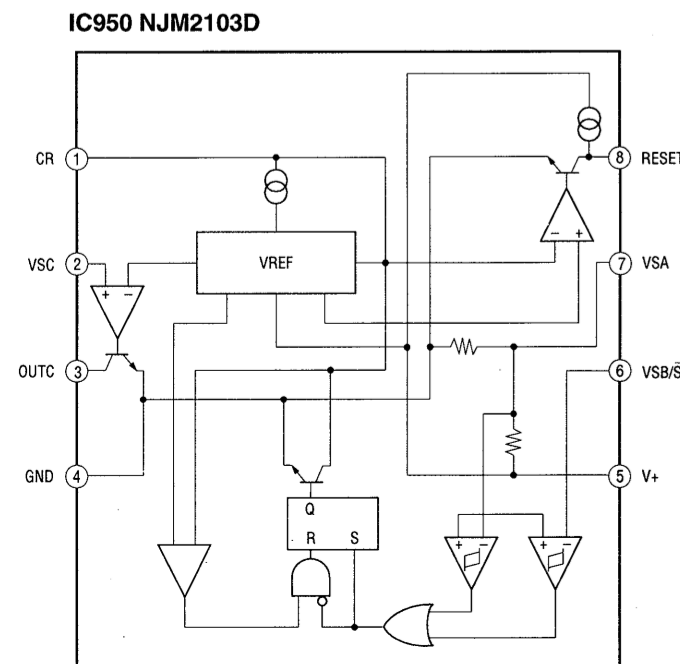 IC950 NJM2103D
CR 1
8 RESET
VSC 2
+ −
VREF
− +
7 VSA
OUTC 3
6 VSB/S̄
GND 4
5 V+
Q
R S
+ −
+ −